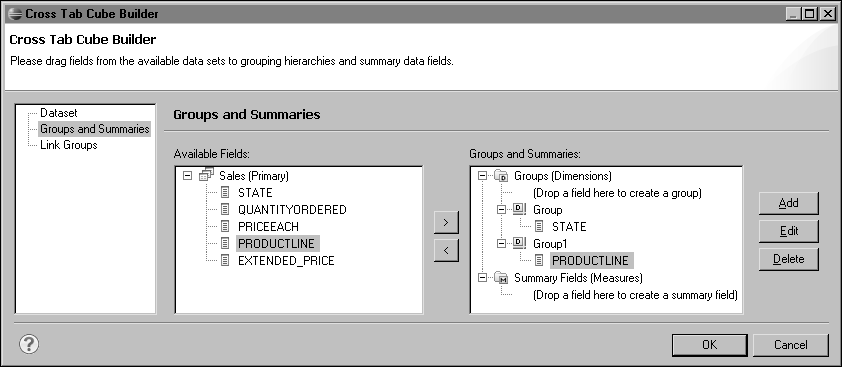 Cross Tab Cube Builder
Cross Tab Cube Builder
Please drag fields from the available data sets to grouping hierarchies and summary data fields.
Dataset
Groups and Summaries
Link Groups
Groups and Summaries
Available Fields:
Sales (Primary)
STATE
QUANTITYORDERED
PRICEEACH
PRODUCTLINE
EXTENDED_PRICE
>
<
Groups and Summaries:
Groups (Dimensions)
(Drop a field here to create a group)
Group
STATE
Group1
PRODUCTLINE
Summary Fields (Measures)
(Drop a field here to create a summary field)
Add
Edit
Delete
?
OK
Cancel